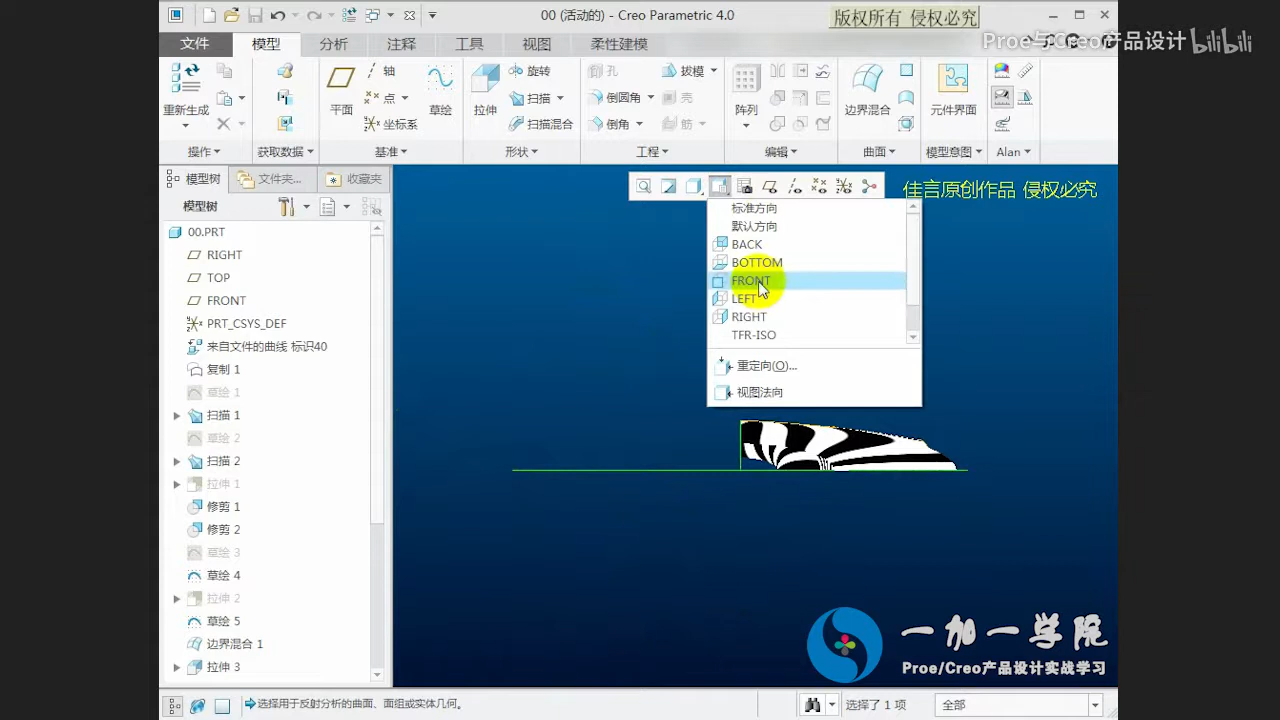 00 (活动的) - Creo Parametric 4.0
版权所有 侵权必究
Proe与Creo产品设计 bilibili
文件 模型 分析 注释 工具 视图 柔性建模
重新生成
平面
轴
点
坐标系
草绘
拉伸
旋转
扫描
扫描混合
孔
倒圆角
倒角
拔模
壳
筋
阵列
边界混合
元件界面
操作 获取数据 基准 形状 工程 编辑 曲面 模型意图 Alan
模型树 文件夹... 收藏夹
佳言原创作品 侵权必究
模型树
00.PRT
RIGHT
TOP
FRONT
PRT_CSYS_DEF
来自文件的曲线 标识40
复制 1
草绘 1
扫描 1
草绘 2
扫描 2
拉伸 1
修剪 1
修剪 2
草绘 3
草绘 4
拉伸 2
草绘 5
边界混合 1
拉伸 3
标准方向
默认方向
BACK
BOTTOM
FRONT
LEFT
RIGHT
TFR-ISO
重定向(O)...
视图法向
一加一学院
Proe/Creo产品设计实战学习
选择用于反射分析的曲面、面组或实体几何。
选择了 1 项
全部